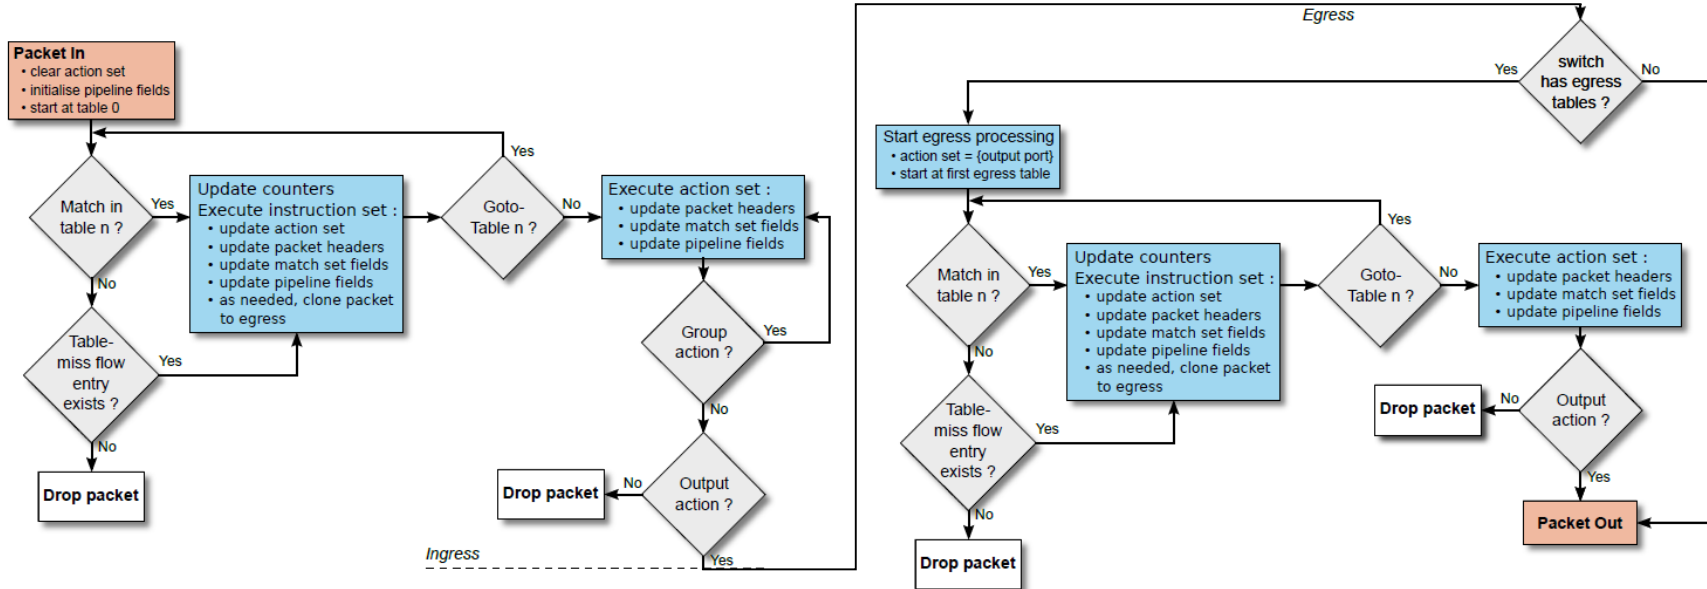 Packet In
• clear action set
• initialise pipeline fields
• start at table 0
Match in
table n ?
Yes
No
Table-
miss flow
entry
exists ?
Yes
No
Drop packet
Update counters
Execute instruction set :
• update action set
• update packet headers
• update match set fields
• update pipeline fields
• as needed, clone packet
to egress
Goto-
Table n ?
Yes
No
Execute action set :
• update packet headers
• update match set fields
• update pipeline fields
Group
action ?
Yes
No
Output
action ?
No
Drop packet
Yes
Ingress
Egress
switch
has egress
tables ?
Yes
No
Start egress processing
• action set = {output port}
• start at first egress table
Match in
table n ?
Yes
No
Table-
miss flow
entry
exists ?
Yes
No
Drop packet
Update counters
Execute instruction set :
• update action set
• update packet headers
• update match set fields
• update pipeline fields
• as needed, clone packet
to egress
Goto-
Table n ?
Yes
No
Execute action set :
• update packet headers
• update match set fields
• update pipeline fields
Output
action ?
No
Drop packet
Yes
Packet Out